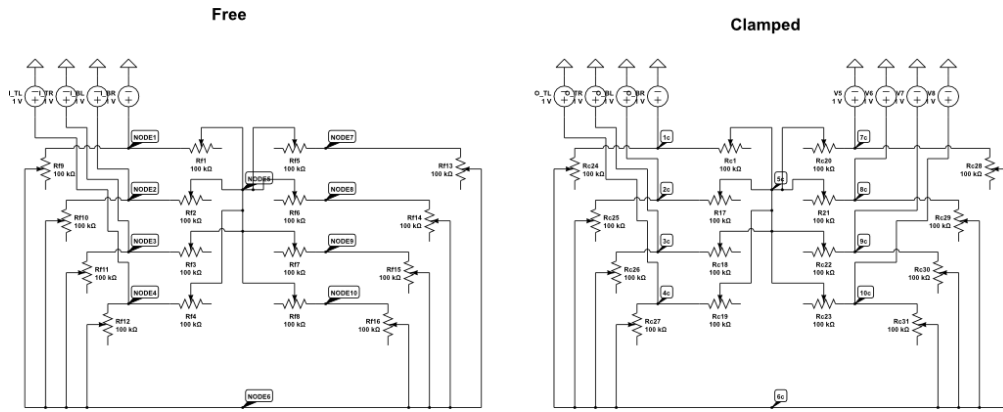 Free
Clamped
I_TL
1 V
I_TR
1 V
I_BL
1 V
I_BR
1 V
O_TL
1 V
O_TR
1 V
O_BL
1 V
O_BR
1 V
V5
1 V
V6
1 V
V7
1 V
V8
1 V
NODE1
NODE7
1c
7c
Rf9
100 kΩ
Rf1
100 kΩ
Rf5
100 kΩ
Rf13
100 kΩ
Rc24
100 kΩ
Rc1
100 kΩ
Rc20
100 kΩ
Rc28
100 kΩ
NODE2
NODE5
NODE8
2c
5c
8c
Rf10
100 kΩ
Rf2
100 kΩ
Rf6
100 kΩ
Rf14
100 kΩ
Rc25
100 kΩ
R17
100 kΩ
R21
100 kΩ
Rc29
100 kΩ
NODE3
NODE9
3c
9c
Rf11
100 kΩ
Rf3
100 kΩ
Rf7
100 kΩ
Rf15
100 kΩ
Rc26
100 kΩ
Rc18
100 kΩ
Rc22
100 kΩ
Rc30
100 kΩ
NODE4
NODE10
4c
10c
Rf12
100 kΩ
Rf4
100 kΩ
Rf8
100 kΩ
Rf16
100 kΩ
Rc27
100 kΩ
Rc19
100 kΩ
Rc23
100 kΩ
Rc31
100 kΩ
NODE6
6c